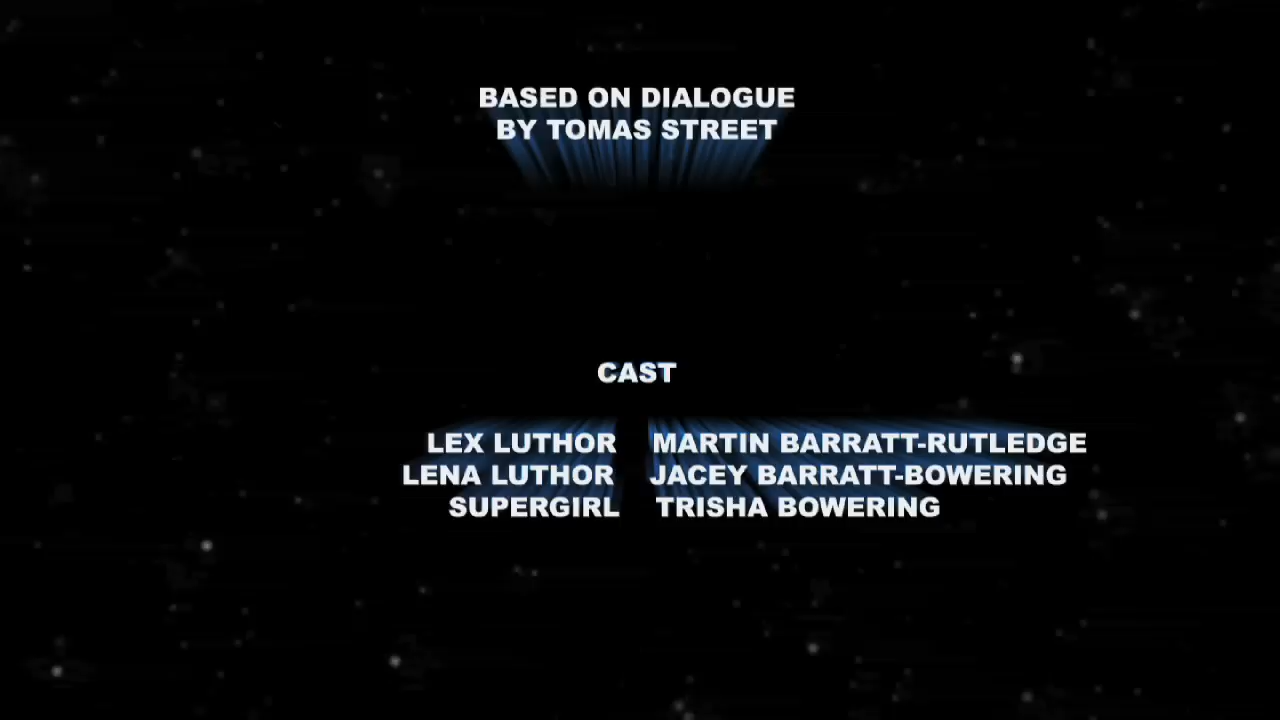 BASED ON DIALOGUE
BY TOMAS STREET
CAST
LEX LUTHOR MARTIN BARRATT-RUTLEDGE
LENA LUTHOR JACEY BARRATT-BOWERING
SUPERGIRL TRISHA BOWERING